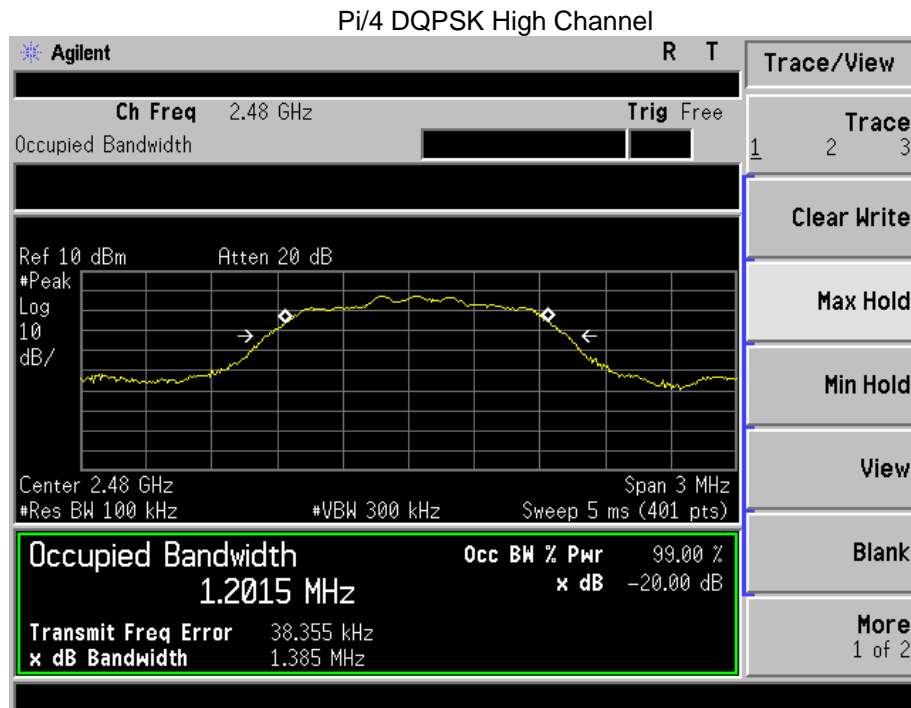 Pi/4 DQPSK High Channel
Agilent R T
Trace/View
Ch Freq 2.48 GHz Trig Free
Occupied Bandwidth
Trace
1 2 3
Clear Write
Ref 10 dBm Atten 20 dB
#Peak
Log
10
dB/
Max Hold
Min Hold
View
Center 2.48 GHz Span 3 MHz
#Res BW 100 kHz #VBW 300 kHz Sweep 5 ms (401 pts)
Occupied Bandwidth Occ BW % Pwr 99.00 %
1.2015 MHz x dB -20.00 dB
Blank
Transmit Freq Error 38.355 kHz
x dB Bandwidth 1.385 MHz
More
1 of 2